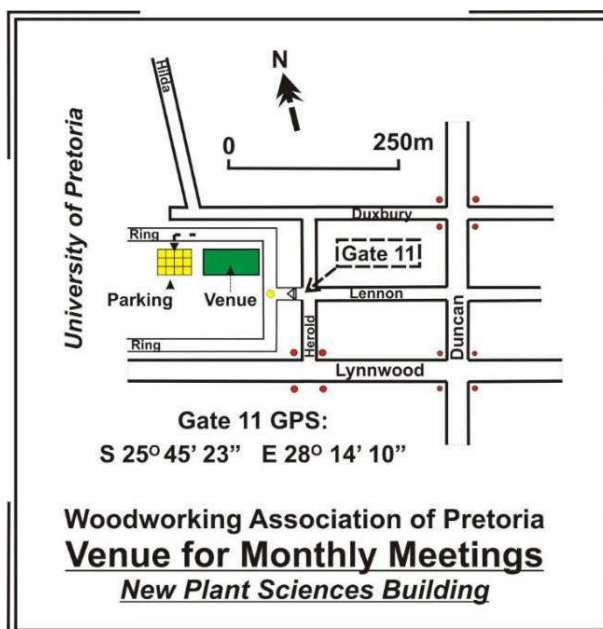 Hilda
N
0 250m
University of Pretoria
Duxbury
Ring
Gate 11
Parking
Venue
Lennon
Herold
Duncan
Ring
Lynnwood
Gate 11 GPS:
S 25O 45’ 23” E 28O 14’ 10”
Woodworking Association of Pretoria
Venue for Monthly Meetings
New Plant Sciences Building